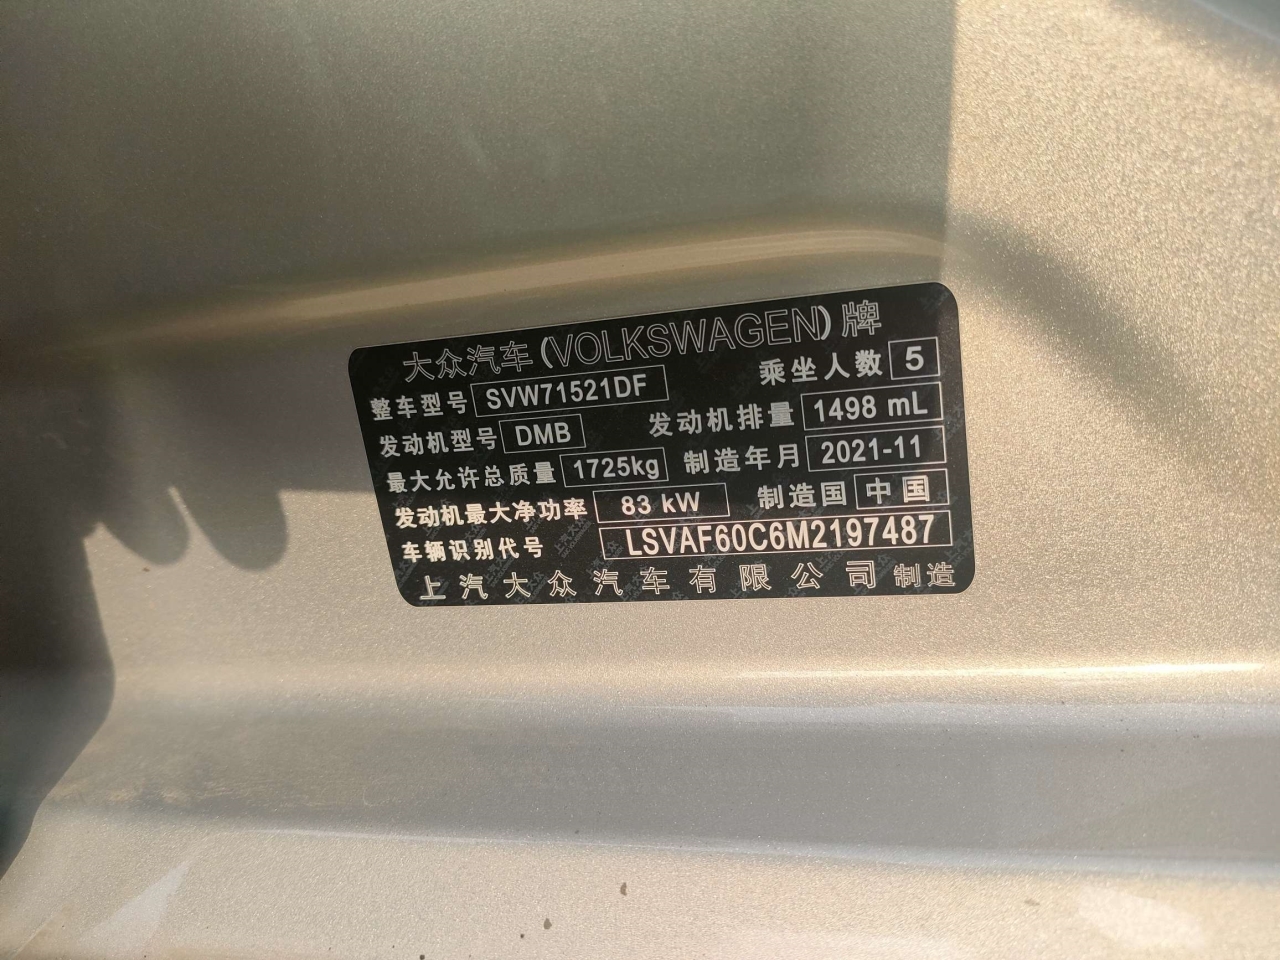 大众汽车(VOLKSWAGEN)牌
整车型号 SVW71521DF 乘坐人数 5
发动机型号 DMB 发动机排量 1498 mL
最大允许总质量 1725kg 制造年月 2021-11
发动机最大净功率 83 kW 制造国 中国
车辆识别代号 LSVAF60C6M2197487
上汽大众汽车有限公司 制造